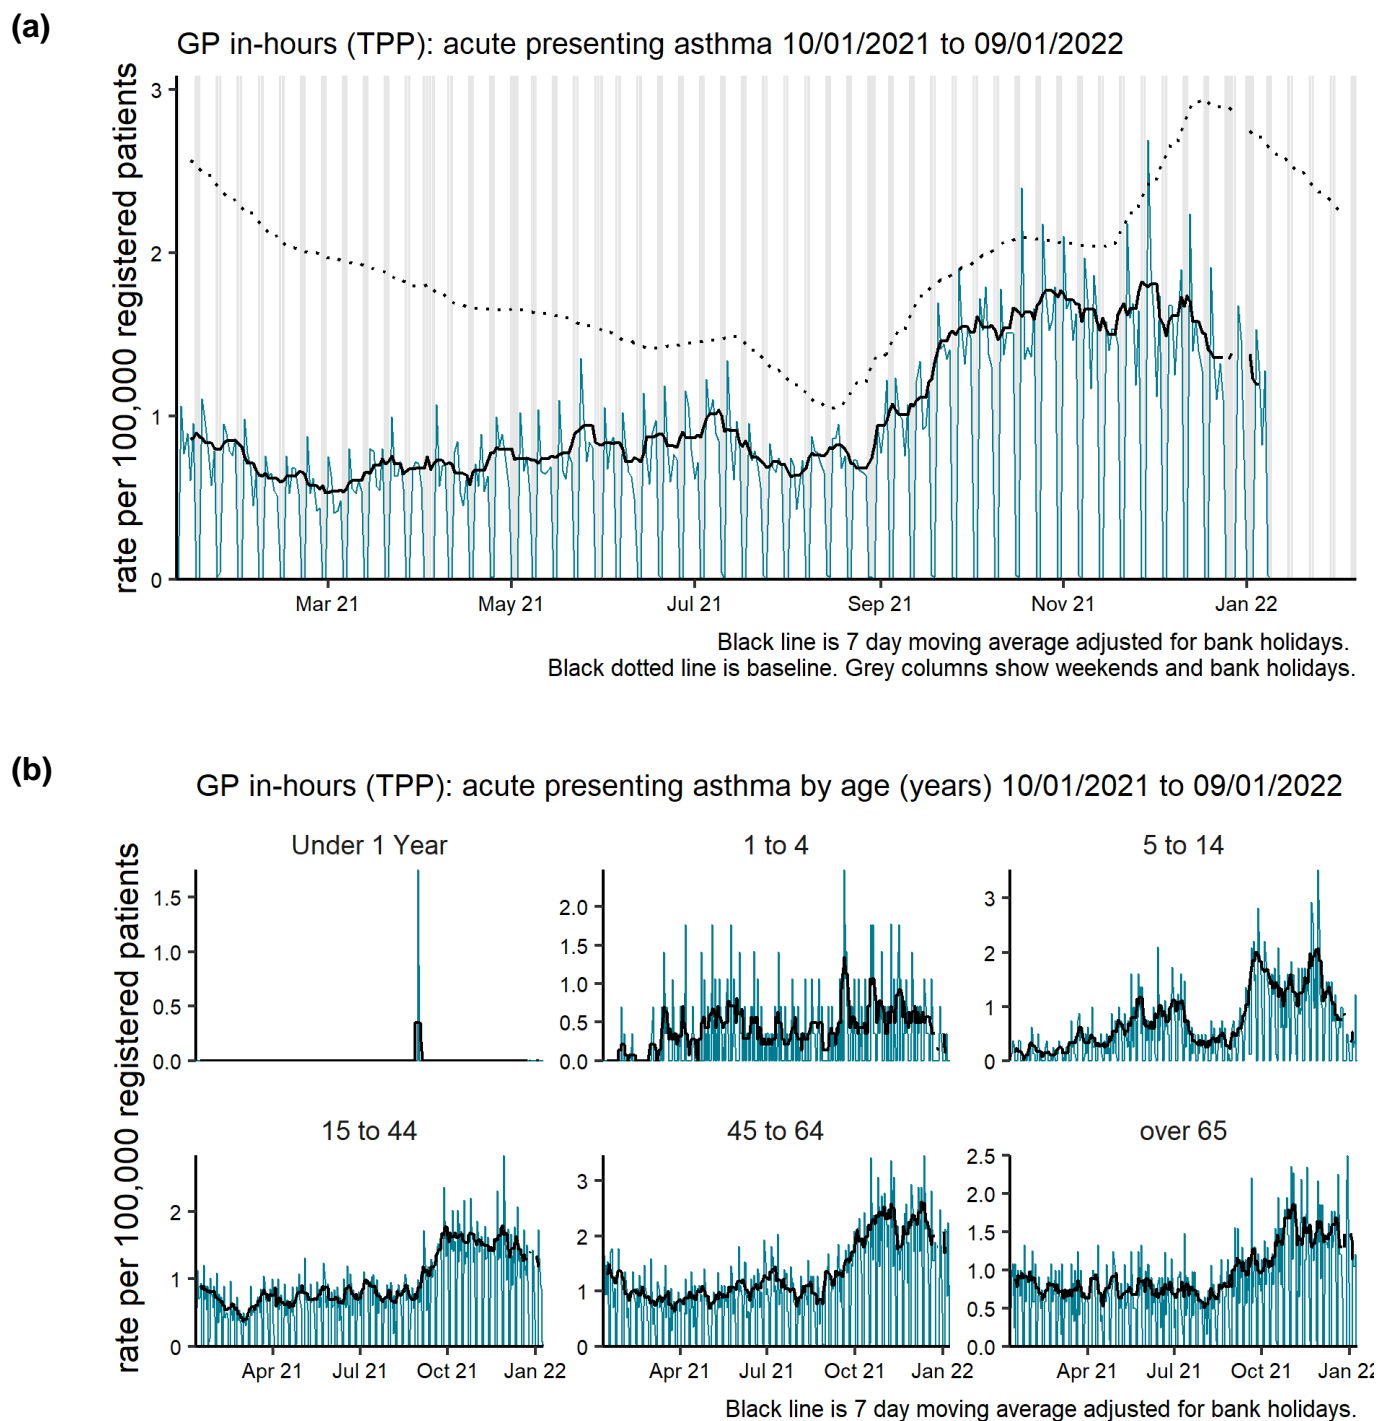 (a)
GP in-hours (TPP): acute presenting asthma 10/01/2021 to 09/01/2022
rate per 100,000 registered patients
3
2
1
0
Mar 21
May 21
Jul 21
Sep 21
Nov 21
Jan 22
Black line is 7 day moving average adjusted for bank holidays.
Black dotted line is baseline. Grey columns show weekends and bank holidays.
(b)
GP in-hours (TPP): acute presenting asthma by age (years) 10/01/2021 to 09/01/2022
rate per 100,000 registered patients
Under 1 Year
1.5
1.0
0.5
0.0
1 to 4
2.0
1.5
1.0
0.5
0.0
5 to 14
3
2
1
0
15 to 44
2
1
0
Apr 21
Jul 21
Oct 21
Jan 22
45 to 64
3
2
1
0
Apr 21
Jul 21
Oct 21
Jan 22
over 65
2.5
2.0
1.5
1.0
0.5
0.0
Apr 21
Jul 21
Oct 21
Jan 22
Black line is 7 day moving average adjusted for bank holidays.